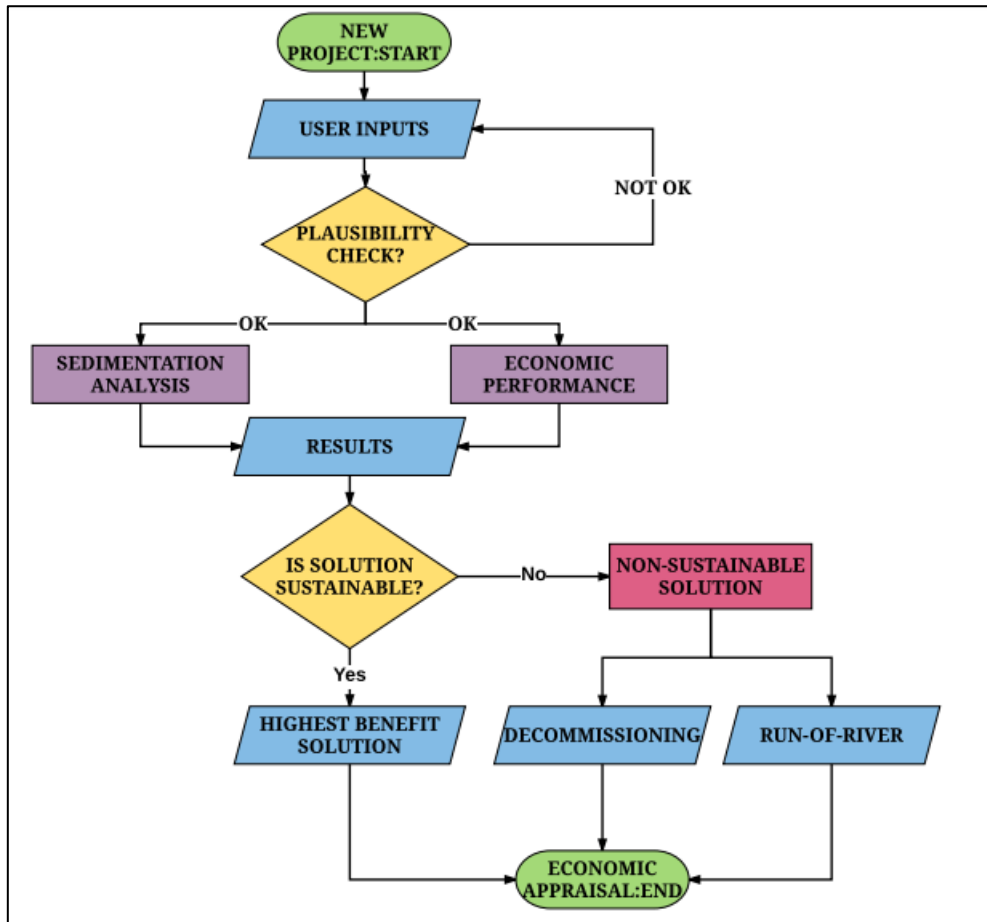 NEW
PROJECT:START
USER INPUTS
NOT OK
PLAUSIBILITY
CHECK?
OK
OK
SEDIMENTATION
ANALYSIS
ECONOMIC
PERFORMANCE
RESULTS
IS SOLUTION
SUSTAINABLE?
No
NON-SUSTAINABLE
SOLUTION
Yes
HIGHEST BENEFIT
SOLUTION
DECOMMISSIONING
RUN-OF-RIVER
ECONOMIC
APPRAISAL:END